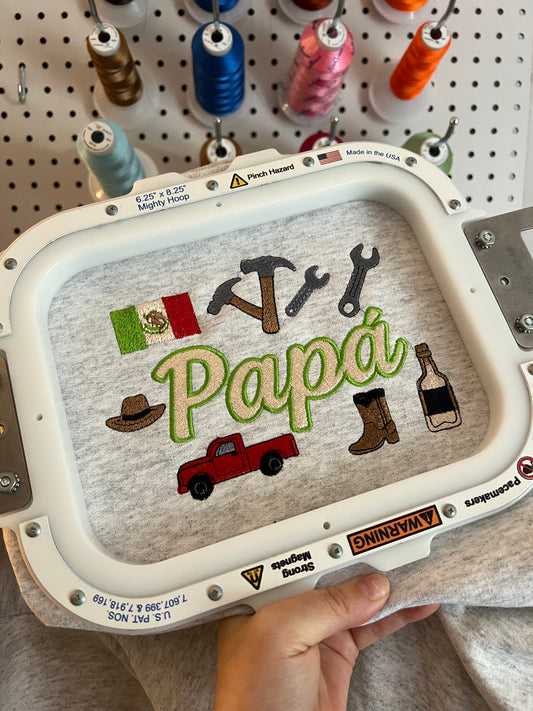 6.25" x 8.25"
Mighty Hoop
Pinch Hazard
Made in the USA
Papá
Pacemakers
WARNING
Strong
Magnets
U.S. PAT. NOS.
7,607,399 & 7,918,169